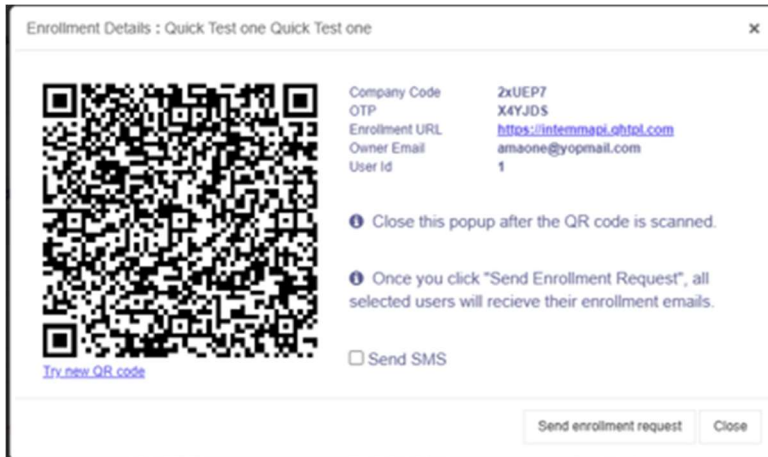 Enrollment Details : Quick Test one Quick Test one
Company Code 2xUEP7
OTP X4YJDS
Enrollment URL https://intemmapi.qhtpl.com
Owner Email amaone@yopmail.com
User Id 1
Close this popup after the QR code is scanned.
Once you click "Send Enrollment Request", all
selected users will recieve their enrollment emails.
Send SMS
Try new QR code
Send enrollment request Close